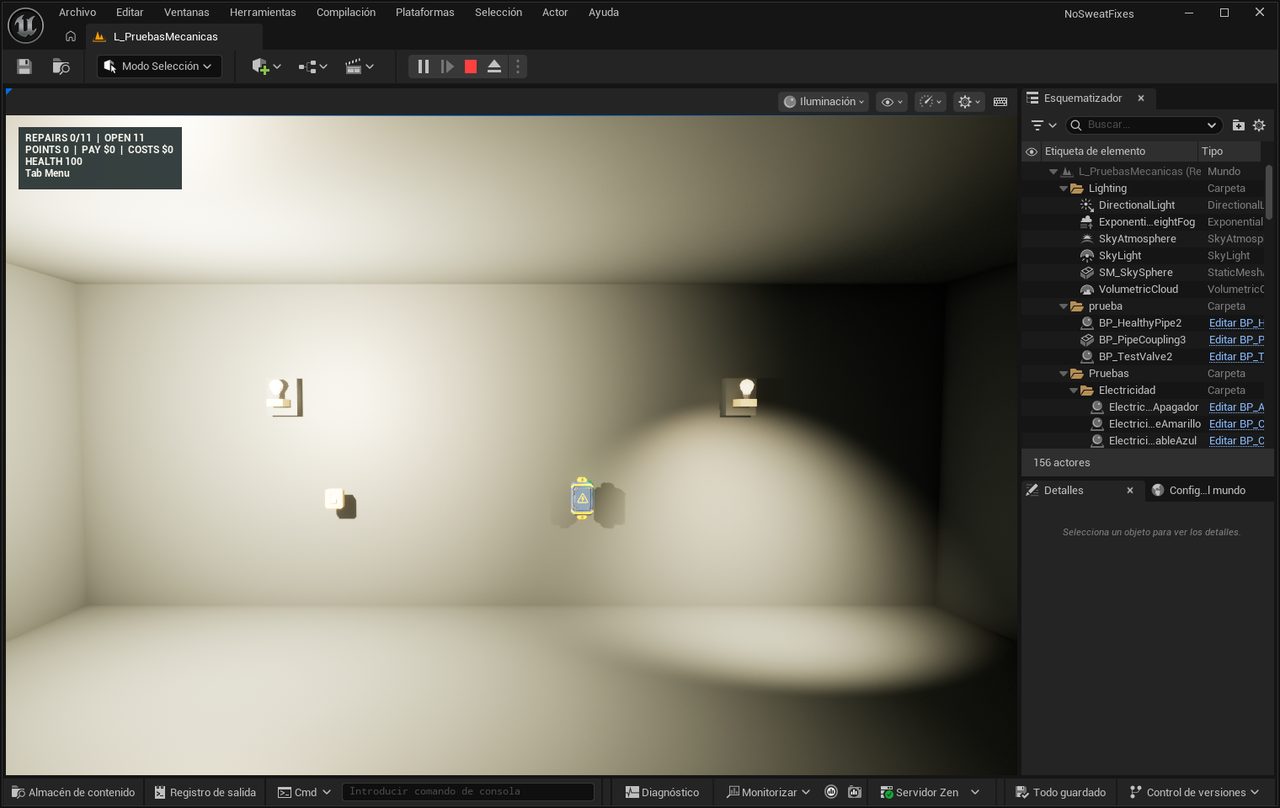 Archivo Editar Ventanas Herramientas Compilación Plataformas Selección Actor Ayuda NoSweatFixes
L_PruebasMecanicas
Modo Selección
Iluminación
REPAIRS 0/11 | OPEN 11
POINTS 0 | PAY $0 | COSTS $0
HEALTH 100
Tab Menu
Esquematizador
Buscar...
Etiqueta de elemento Tipo
L_PruebasMecanicas (Re Mundo
Lighting Carpeta
DirectionalLight DirectionalL
Exponenti...eightFog Exponential
SkyAtmosphere SkyAtmosp
SkyLight SkyLight
SM_SkySphere StaticMesh
VolumetricCloud VolumetricC
prueba Carpeta
BP_HealthyPipe2 Editar BP_H
BP_PipeCoupling3 Editar BP_P
BP_TestValve2 Editar BP_T
Pruebas Carpeta
Electricidad Carpeta
Electric...Apagador Editar BP_A
Electrici...eAmarillo Editar BP_C
Electrici...ableAzul Editar BP_C
156 actores
Detalles Config...l mundo
Selecciona un objeto para ver los detalles.
Almacén de contenido Registro de salida Cmd Introducir comando de consola Diagnóstico Monitorizar Servidor Zen Todo guardado Control de versiones